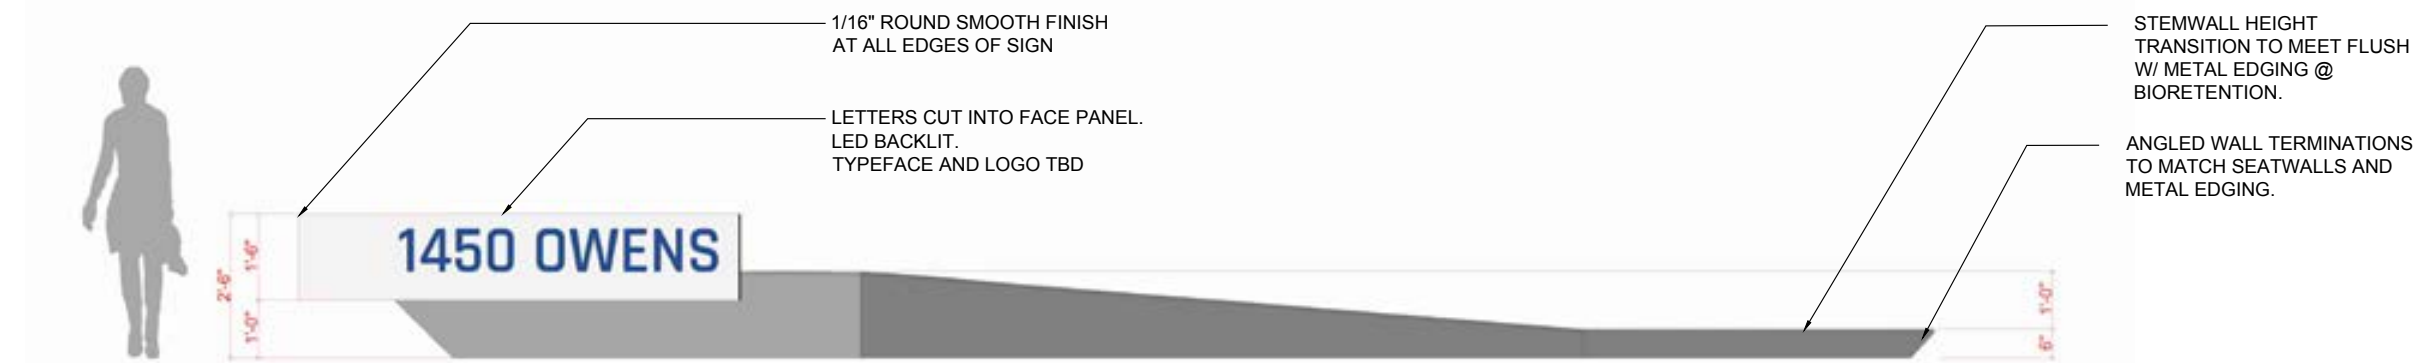 1/16" ROUND SMOOTH FINISH
AT ALL EDGES OF SIGN
LETTERS CUT INTO FACE PANEL.
LED BACKLIT.
TYPEFACE AND LOGO TBD
STEMWALL HEIGHT
TRANSITION TO MEET FLUSH
W/ METAL EDGING @
BIORETENTION.
ANGLED WALL TERMINATIONS
TO MATCH SEATWALLS AND
METAL EDGING.
1450 OWENS
2'-6"
1'-6"
1'-0"
1'-0"
6"